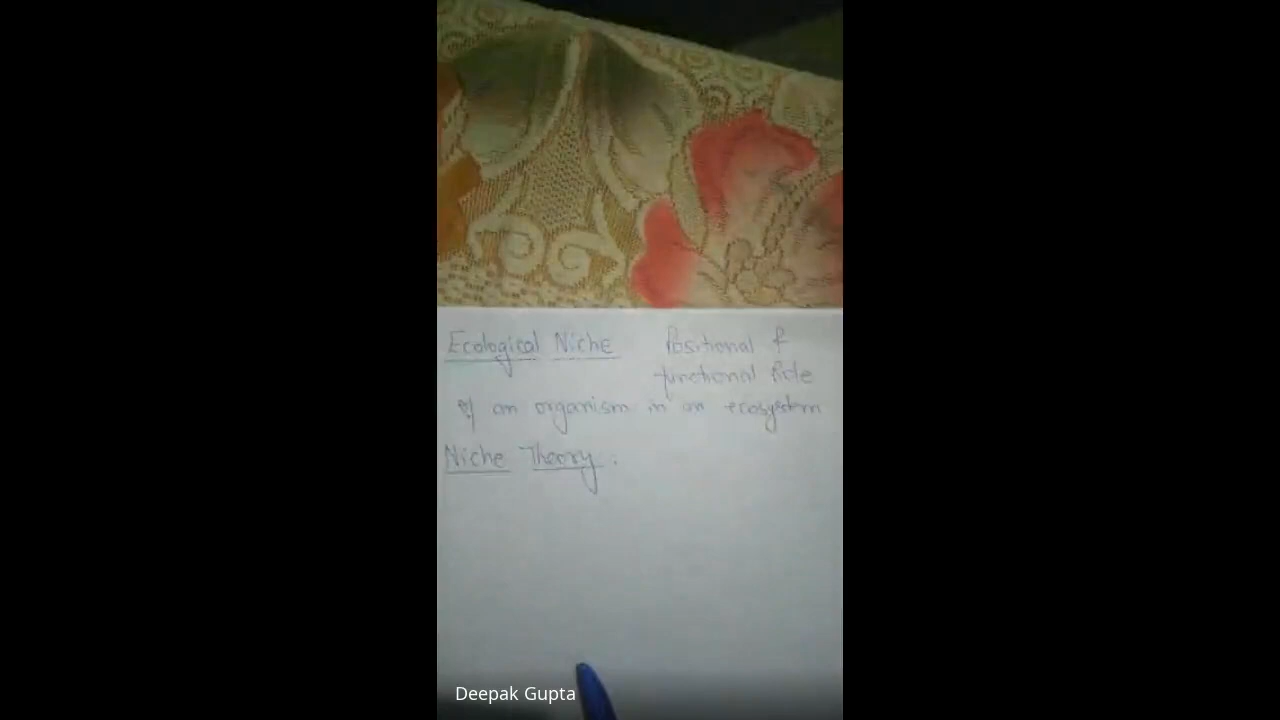 Ecological Niche Positional &
functional Role
of an organism in an ecosystem
Niche Theory :
Deepak Gupta